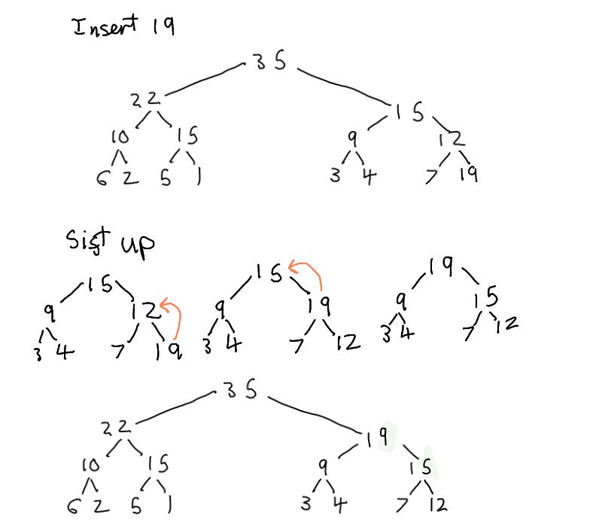 Insert 19
35
22 15
10 15 9 12
6 2 5 1 3 4 7 19
Sift up
15 15 19
9 12 9 19 9 15
3 4 7 19 3 4 7 12 3 4 7 12
35
22 19
10 15 9 15
6 2 5 1 3 4 7 12